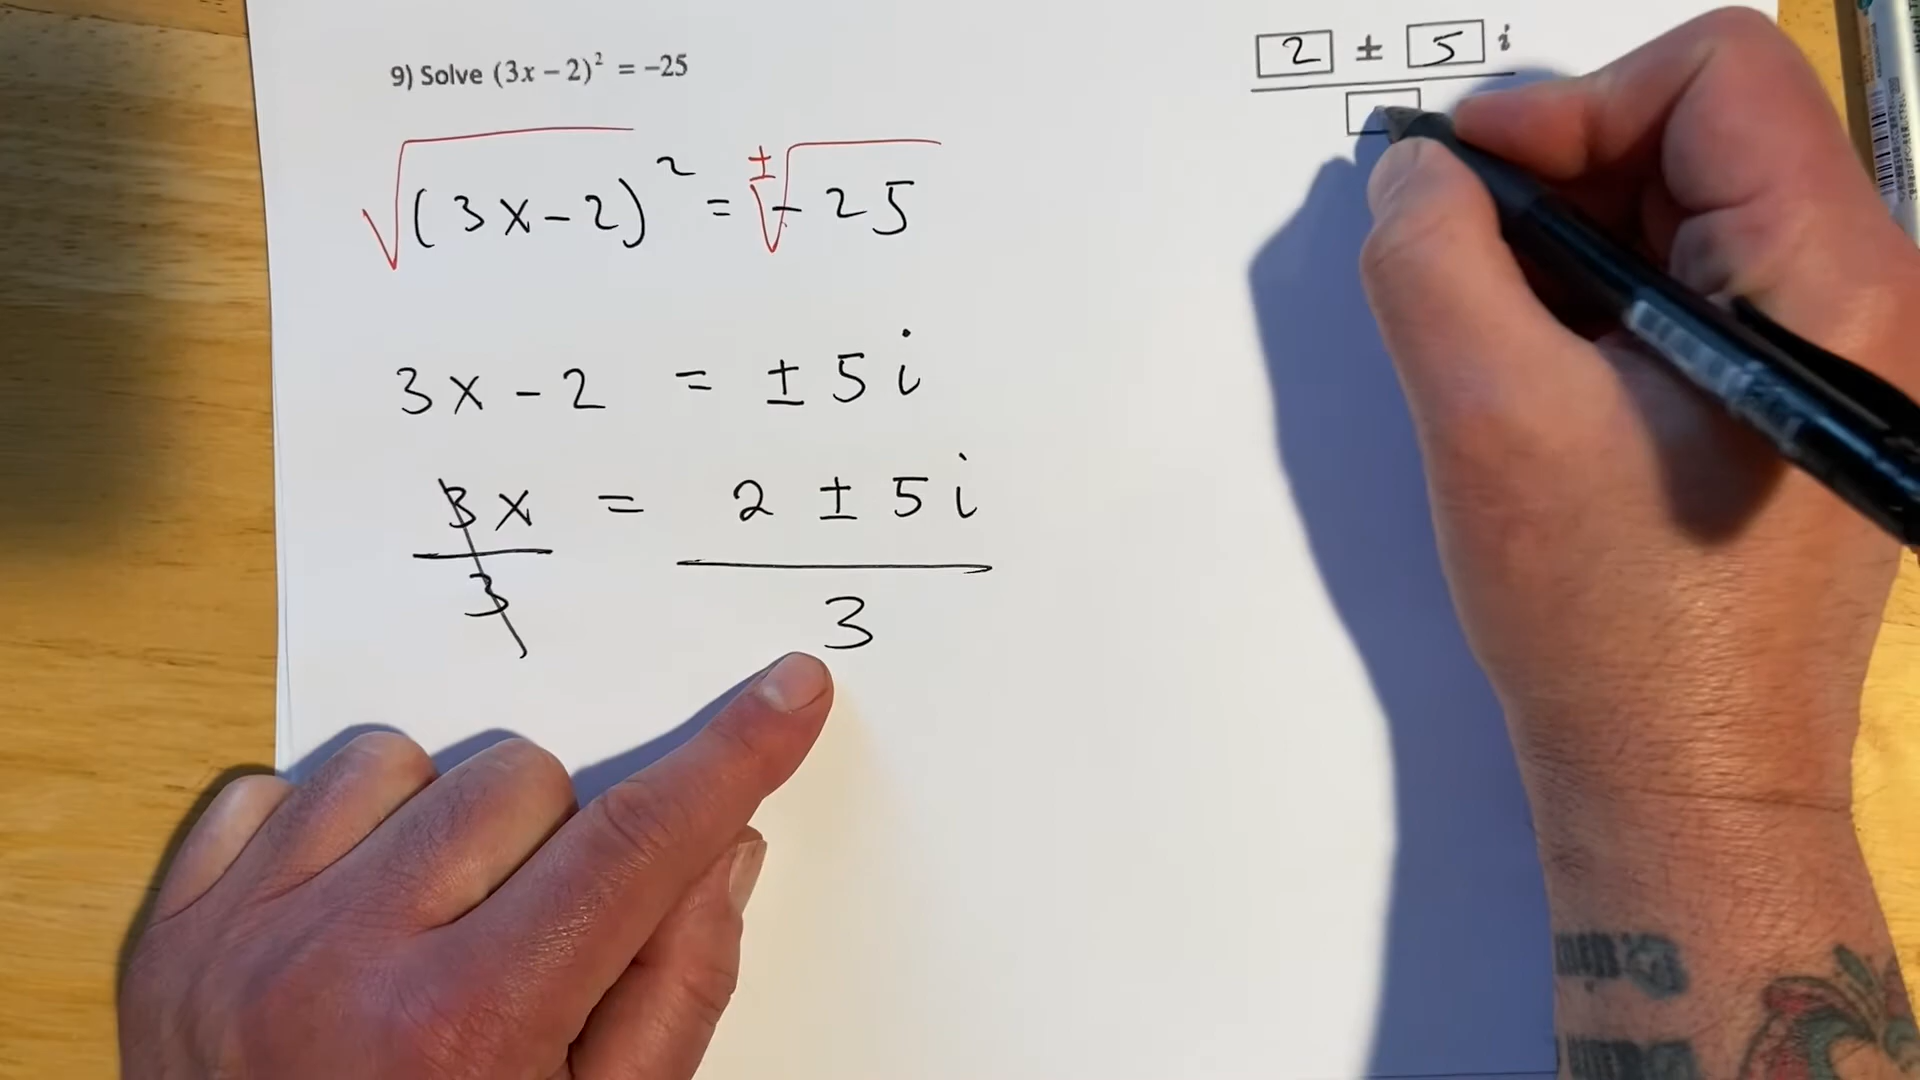 9) Solve (3x – 2)² = –25
2 ± 5 i
√(3x-2)² = ±√-25
3x - 2 = ± 5i
3x = 2 ± 5i
3 3